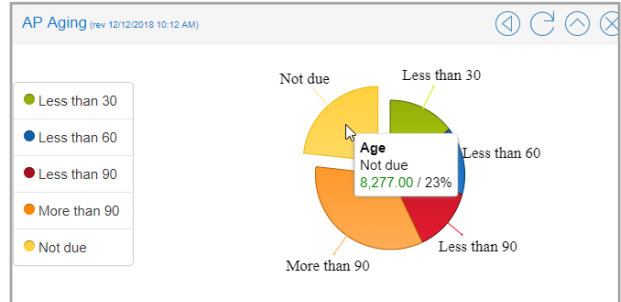 AP Aging (rev 12/12/2018 10:12 AM)
Less than 30
Less than 60
Less than 90
More than 90
Not due
Not due
Less than 30
Less than 60
Less than 90
More than 90
Age
Not due
8,277.00 / 23%